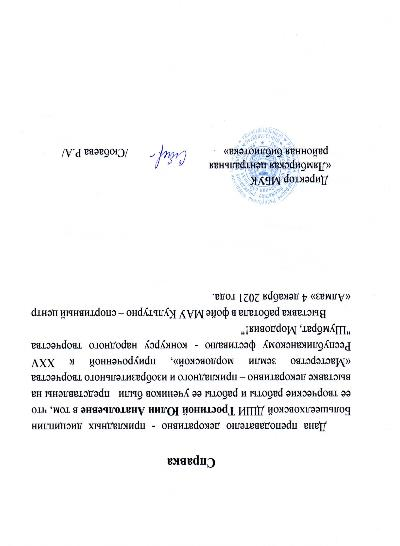 Справка
Дана преподавателю декоративно - прикладных дисциплин
Большеелховской ДШИ Тростиной Юлии Анатольевне в том, что
ее творческие работы и работы ее учеников были представлены на
выставке декоративно – прикладного и изобразительного творчества
«Мастерство земли мордовской», приуроченной к XXV
Республиканскому фестивалю - конкурсу народного творчества
"Шумбрат, Мордовия!"
Выставка работала в фойе МАУ Культурно – спортивный центр
«Алмаз» 4 декабря 2021 года.
Директор МБУК
«Лямбирская центральная
районная библиотека»
/Сюбаева Р.А/